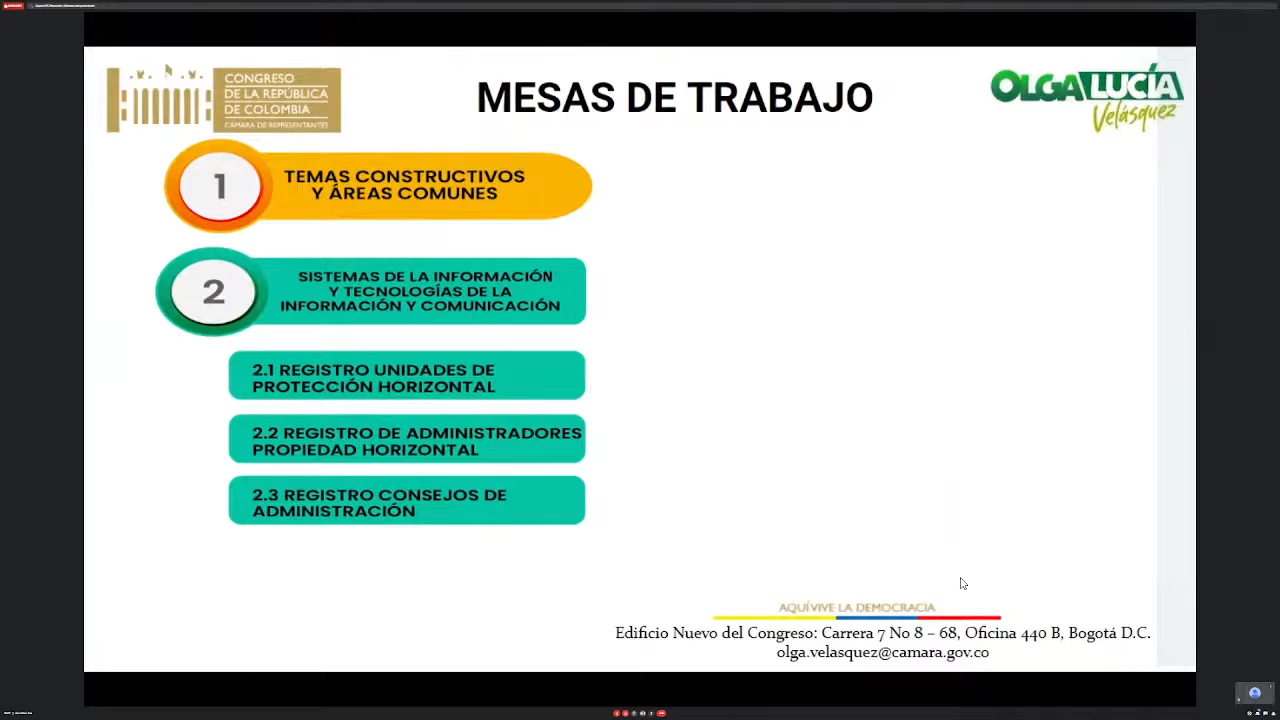 CONGRESO
DE LA REPÚBLICA
DE COLOMBIA
CÁMARA DE REPRESENTANTES
MESAS DE TRABAJO
OLGA LUCÍA
Velásquez
1
TEMAS CONSTRUCTIVOS
Y ÁREAS COMUNES
2
SISTEMAS DE LA INFORMACIÓN
Y TECNOLOGÍAS DE LA
INFORMACIÓN Y COMUNICACIÓN
2.1 REGISTRO UNIDADES DE
PROTECCIÓN HORIZONTAL
2.2 REGISTRO DE ADMINISTRADORES
PROPIEDAD HORIZONTAL
2.3 REGISTRO CONSEJOS DE
ADMINISTRACIÓN
AQUÍ VIVE LA DEMOCRACIA
Edificio Nuevo del Congreso: Carrera 7 No 8 – 68, Oficina 440 B, Bogotá D.C.
olga.velasquez@camara.gov.co